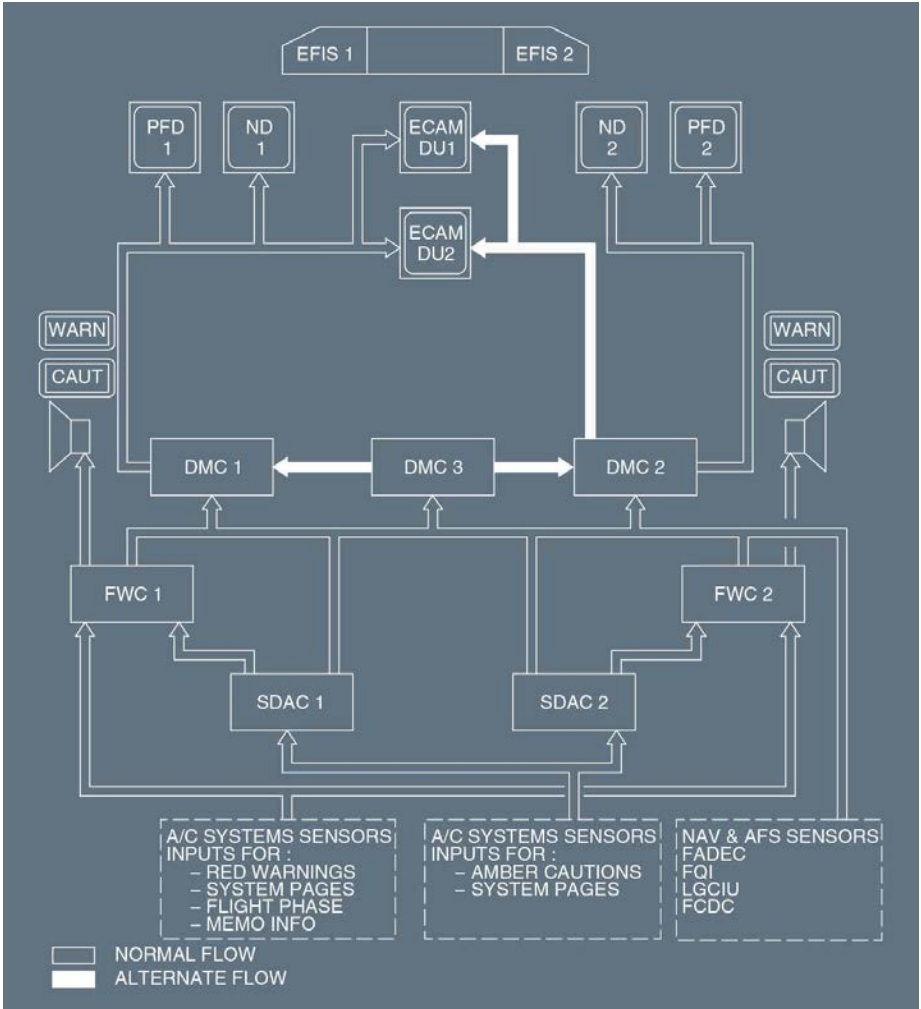 EFIS 1
EFIS 2
PFD
1
ND
1
ECAM
DU1
ND
2
PFD
2
ECAM
DU2
WARN
WARN
CAUT
CAUT
DMC 1
DMC 3
DMC 2
FWC 1
FWC 2
SDAC 1
SDAC 2
A/C SYSTEMS SENSORS
INPUTS FOR :
– RED WARNINGS
– SYSTEM PAGES
– FLIGHT PHASE
– MEMO INFO
A/C SYSTEMS SENSORS
INPUTS FOR :
– AMBER CAUTIONS
– SYSTEM PAGES
NAV & AFS SENSORS
FADEC
FQI
LGCIU
FCDC
NORMAL FLOW
ALTERNATE FLOW